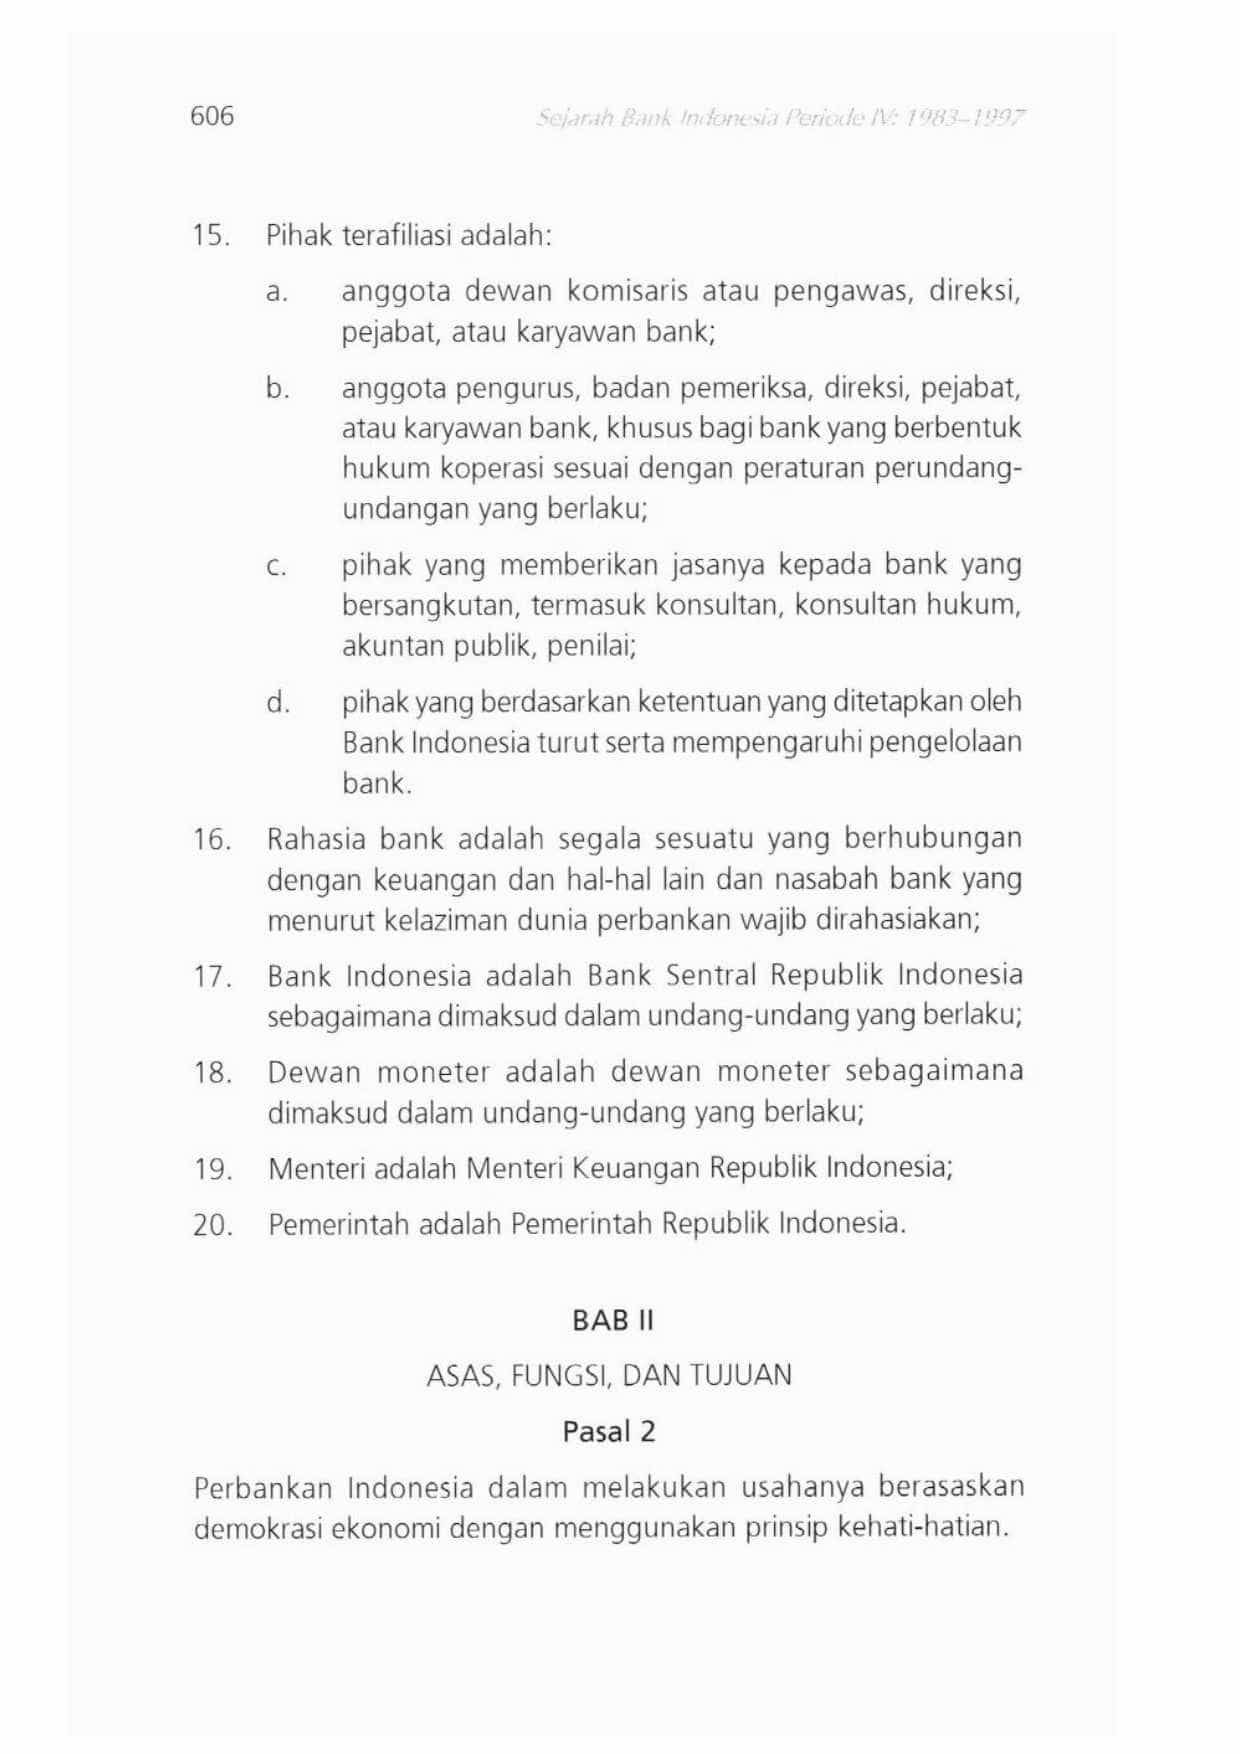 606
Sejarah Bank Indonesia Periode IV: 1983–1997
15. Pihak terafiliasi adalah:
a. anggota dewan komisaris atau pengawas, direksi,
pejabat, atau karyawan bank;
b. anggota pengurus, badan pemeriksa, direksi, pejabat,
atau karyawan bank, khusus bagi bank yang berbentuk
hukum koperasi sesuai dengan peraturan perundang-
undangan yang berlaku;
c. pihak yang memberikan jasanya kepada bank yang
bersangkutan, termasuk konsultan, konsultan hukum,
akuntan publik, penilai;
d. pihak yang berdasarkan ketentuan yang ditetapkan oleh
Bank Indonesia turut serta mempengaruhi pengelolaan
bank.
16. Rahasia bank adalah segala sesuatu yang berhubungan
dengan keuangan dan hal-hal lain dan nasabah bank yang
menurut kelaziman dunia perbankan wajib dirahasiakan;
17. Bank Indonesia adalah Bank Sentral Republik Indonesia
sebagaimana dimaksud dalam undang-undang yang berlaku;
18. Dewan moneter adalah dewan moneter sebagaimana
dimaksud dalam undang-undang yang berlaku;
19. Menteri adalah Menteri Keuangan Republik Indonesia;
20. Pemerintah adalah Pemerintah Republik Indonesia.
BAB II
ASAS, FUNGSI, DAN TUJUAN
Pasal 2
Perbankan Indonesia dalam melakukan usahanya berasaskan
demokrasi ekonomi dengan menggunakan prinsip kehati-hatian.